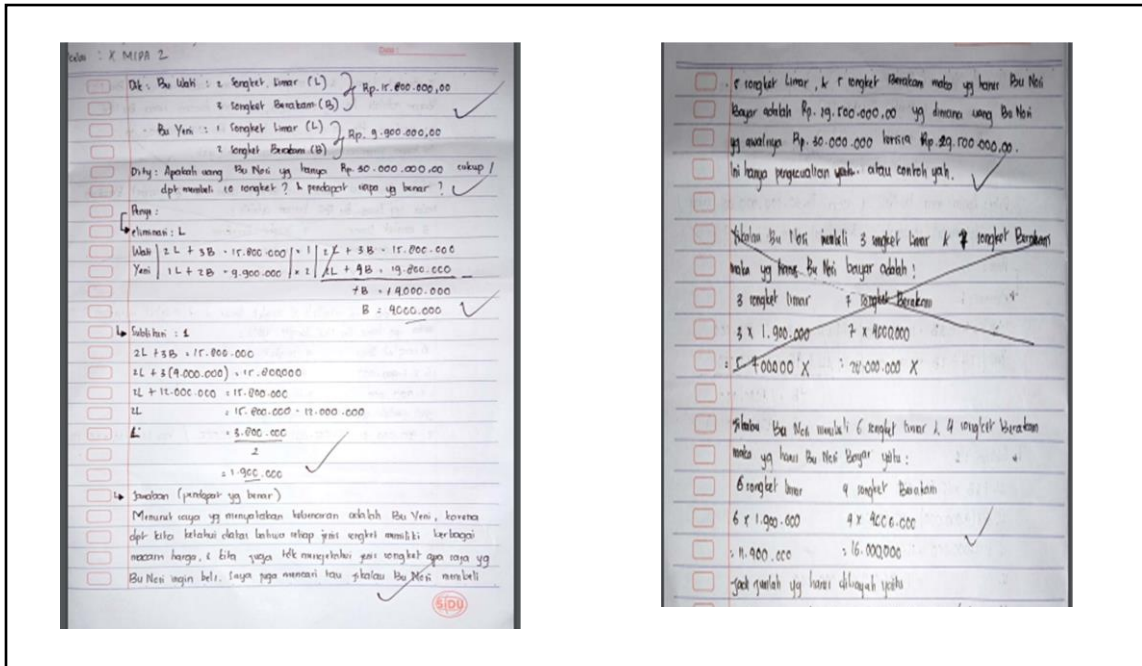 Kelas : X MIPA 2
Dik : Bu Wati : 2 Songket Limar (L)
3 Songket Berakam (B)
Rp. 15.800.000,00
Bu Yeni : 1 Songket Limar (L)
2 Songket Berakam (B)
Rp. 9.900.000,00
Dity : Apakah uang Bu Nesi yg hanya Rp. 30.000.000,00 cukup /
dpt membeli 10 songket ? & pendapat siapa yg benar ?
Penye :
eliminasi : L
Wati | 2L + 3B = 15.800.000 | x 1 | 2L + 3B = 15.800.000
Yeni | 1L + 2B = 9.900.000 | x 2 | 2L + 4B = 19.800.000
B = 4000.000
Subtitusi : 1
2L + 3B = 15.800.000
2L + 3(4.000.000) = 15.800000
2L + 12.000.000 = 15.800.000
2L = 15.800.000 - 12.000.000
L = 3.800.000
2
= 1.900.000
Jawaban (pendapat yg benar)
Menurut saya yg menyatakan kebenaran adalah Bu Yeni, karena
dpt kita ketahui diatas bahwa setiap jenis songket memiliki berbagai
macam harga, & kita juga tdk mengetahui jenis songket apa saja yg
Bu Nesi ingin beli. Saya juga mencari tau jikalau Bu Nesi membeli
SIDU
5 songket Limar, & 5 songket Berakam maka yg harus Bu Nesi
Bayar adalah Rp. 29.500.000,00 yg dimana uang Bu Nesi
yg awalnya Rp. 30.000.000 tersisa Rp. 29.500.000,00.
Ini hanya pengecualian atau contoh yah.
Jikalau Bu Nesi membeli 3 songket Limar & 7 songket Berakam
maka yg harus Bu Nesi bayar adalah :
3 songket limar 7 songket Berakam
3 x 1.900.000 7 x 4000.000
= 5.700000 X = 28.000.000 X
Jikalau Bu Nesi membeli 6 songket limar & 4 songket berakam
maka yg harus Bu Nesi Bayar yaitu :
6 songket limar 4 songket Berakam
6 x 1.900.000 4 x 4000.000
= 11.400.000 = 16.000,000
Jadi jumlah yg harus dibayah yaitu